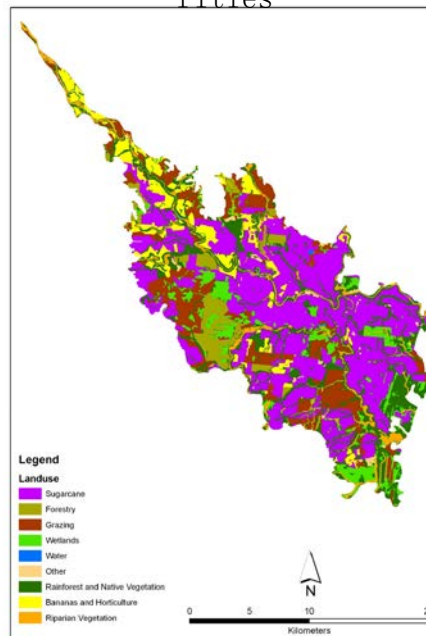 Legend
Landuse
Sugarcane
Forestry
Grazing
Wetlands
Water
Other
Rainforest and Native Vegetation
Bananas and Horticulture
Riparian Vegetation
N
0 5 10
Kilometers